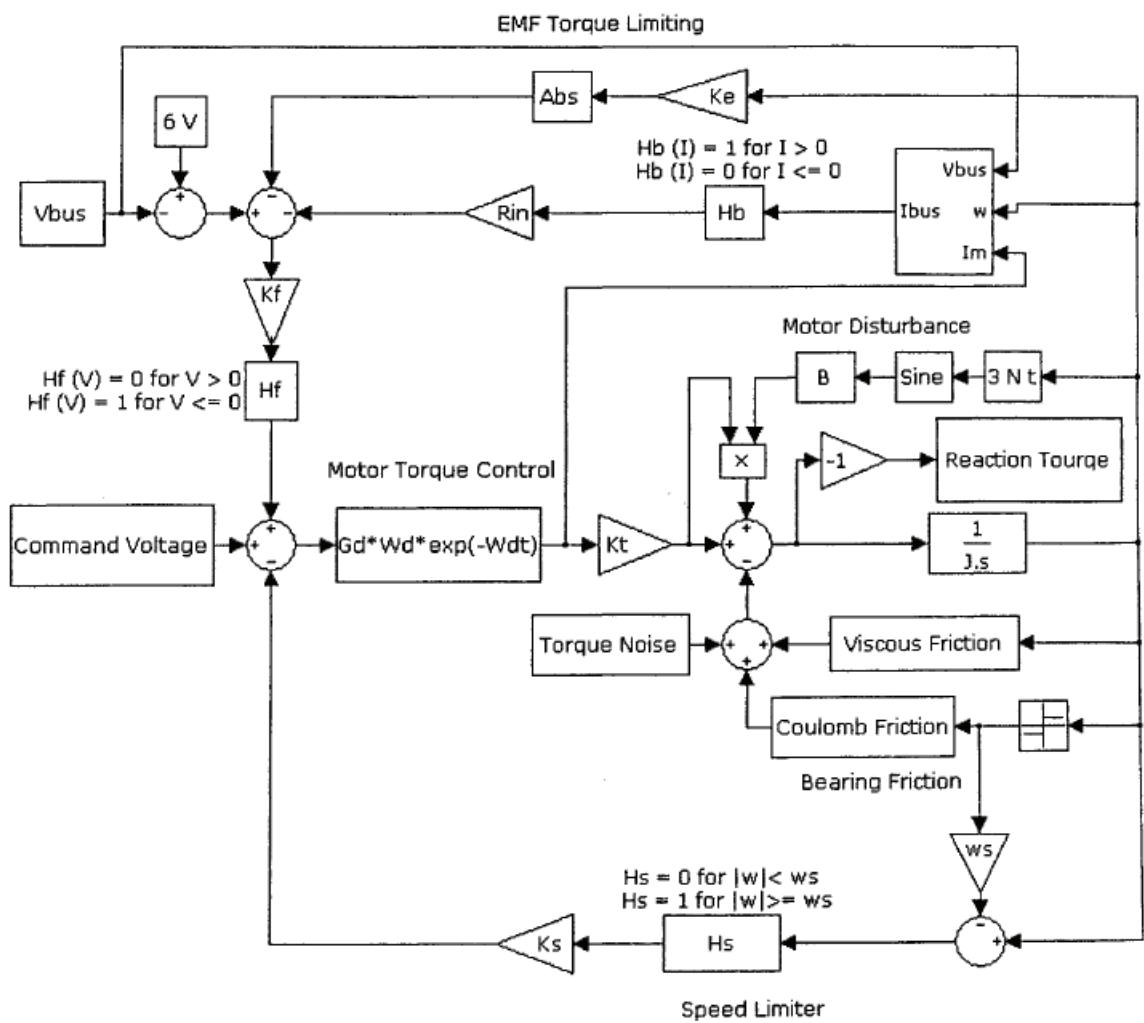 EMF Torque Limiting
Abs
Ke
6 V
+
-
-
+
-
Vbus
Hb (I) = 1 for I > 0
Hb (I) = 0 for I <= 0
Rin
Hb
Vbus
Ibus
w
Im
Kf
Motor Disturbance
Hf (V) = 0 for V > 0
Hf (V) = 1 for V <= 0
Hf
B
Sine
3 N t
×
-1
Reaction Tourqe
Motor Torque Control
Command Voltage
+
+
-
Gd*Wd*exp(-Wdt)
Kt
+
+
-
1
J.s
Torque Noise
+
+
+
Viscous Friction
Coulomb Friction
Bearing Friction
ws
Hs = 0 for |w|< ws
Hs = 1 for |w|>= ws
Ks
Hs
-
+
Speed Limiter